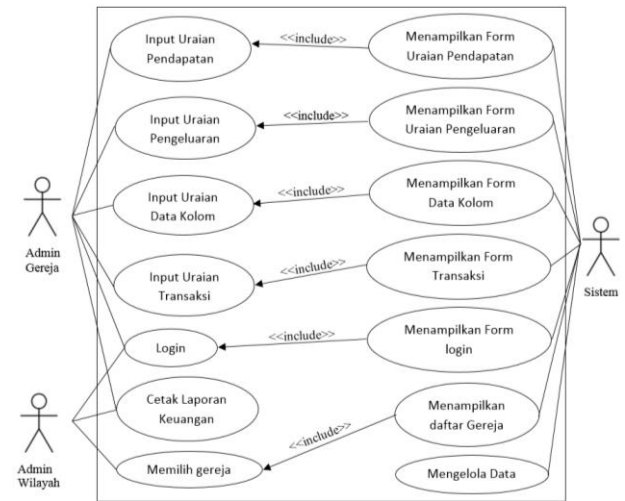 Input Uraian
Pendapatan
<<include>>
Menampilkan Form
Uraian Pendapatan
Input Uraian
Pengeluaran
<<include>>
Menampilkan Form
Uraian Pengeluaran
Input Uraian
Data Kolom
<<include>>
Menampilkan Form
Data Kolom
Admin
Gereja
Input Uraian
Transaksi
<<include>>
Menampilkan Form
Transaksi
Sistem
Login
<<include>>
Menampilkan Form
login
Cetak Laporan
Keuangan
Menampilkan
daftar Gereja
<<include>>
Admin
Wilayah
Memilih gereja
Mengelola Data